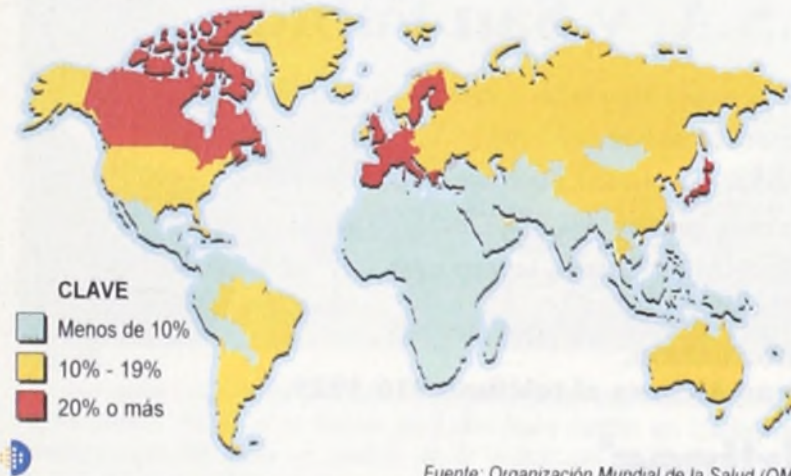 CLAVE
Menos de 10%
10% - 19%
20% o más
Fuente: Organización Mundial de la Salud (OM